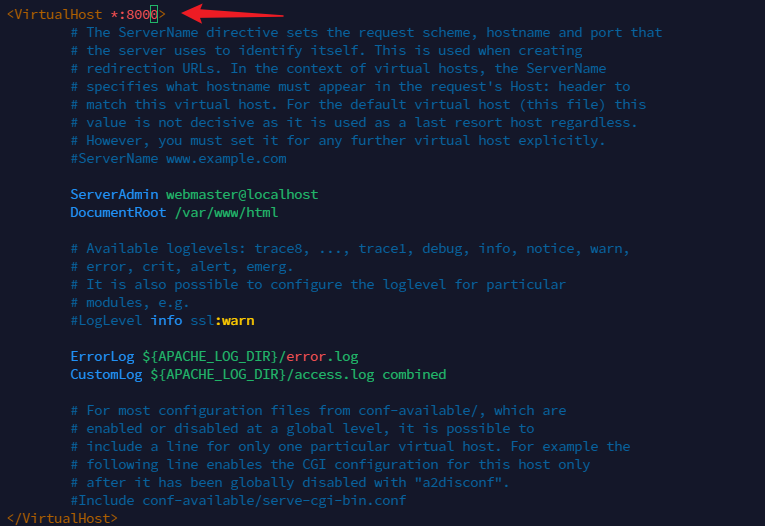 <VirtualHost *:8000>
# The ServerName directive sets the request scheme, hostname and port that
# the server uses to identify itself. This is used when creating
# redirection URLs. In the context of virtual hosts, the ServerName
# specifies what hostname must appear in the request's Host: header to
# match this virtual host. For the default virtual host (this file) this
# value is not decisive as it is used as a last resort host regardless.
# However, you must set it for any further virtual host explicitly.
#ServerName www.example.com
ServerAdmin webmaster@localhost
DocumentRoot /var/www/html
# Available loglevels: trace8, ..., trace1, debug, info, notice, warn,
# error, crit, alert, emerg.
# It is also possible to configure the loglevel for particular
# modules, e.g.
#LogLevel info ssl:warn
ErrorLog ${APACHE_LOG_DIR}/error.log
CustomLog ${APACHE_LOG_DIR}/access.log combined
# For most configuration files from conf-available/, which are
# enabled or disabled at a global level, it is possible to
# include a line for only one particular virtual host. For example the
# following line enables the CGI configuration for this host only
# after it has been globally disabled with "a2disconf".
#Include conf-available/serve-cgi-bin.conf
</VirtualHost>